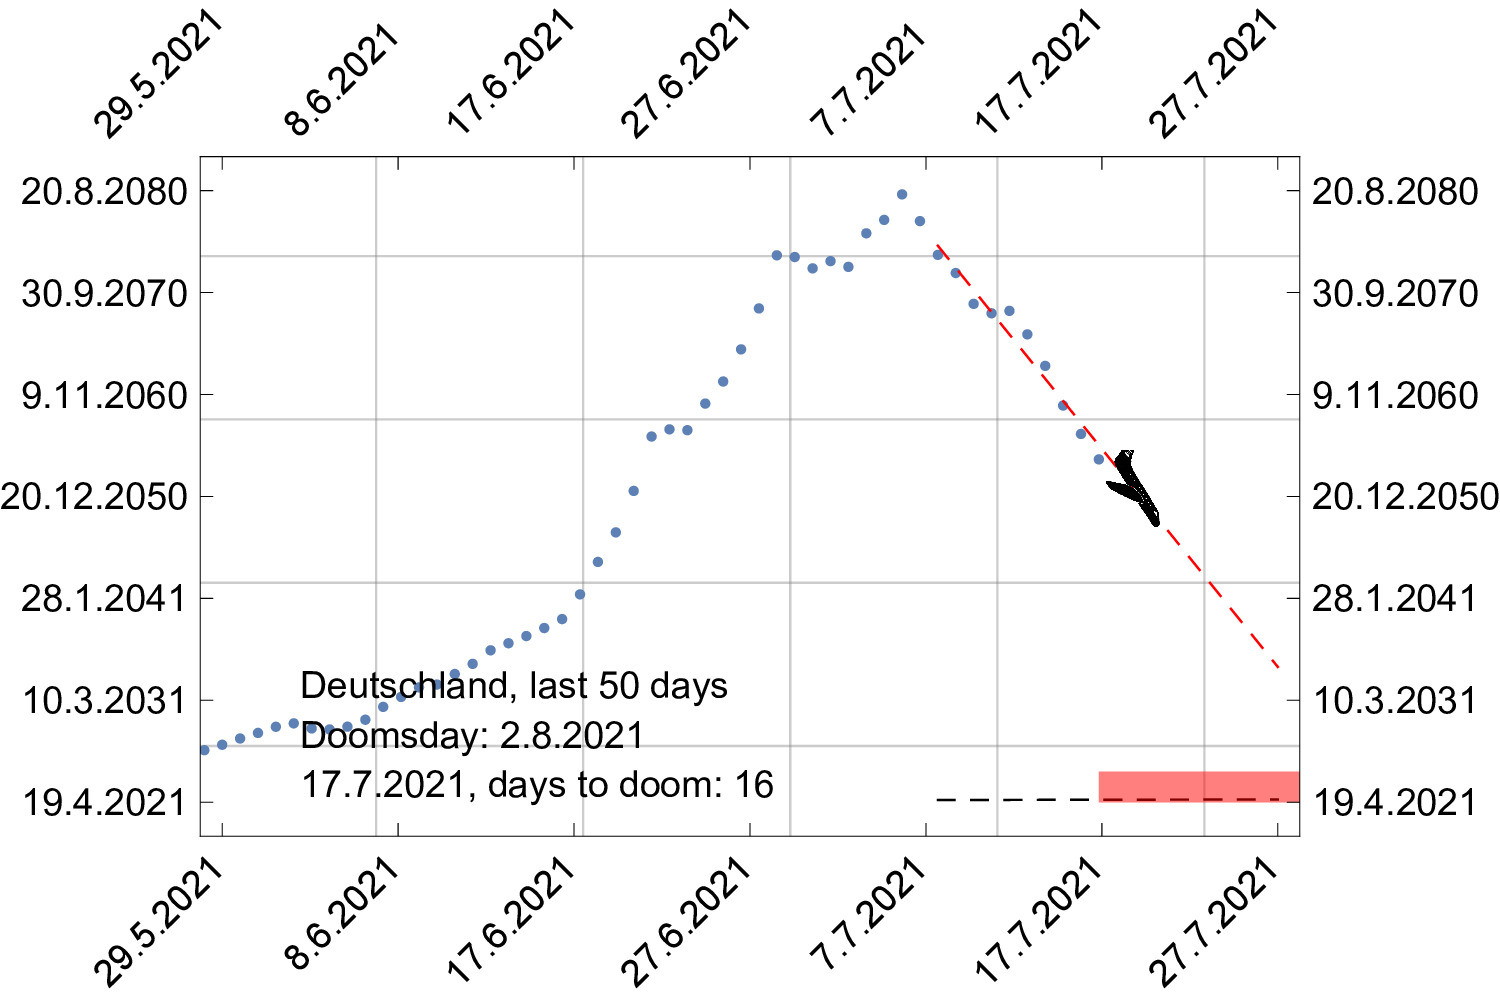 29.5.2021 8.6.2021 17.6.2021 27.6.2021 7.7.2021 17.7.2021 27.7.2021
20.8.2080 20.8.2080
30.9.2070 30.9.2070
9.11.2060 9.11.2060
20.12.2050 20.12.2050
28.1.2041 28.1.2041
Deutschland, last 50 days
10.3.2031 10.3.2031
Doomsday: 2.8.2021
17.7.2021, days to doom: 16
19.4.2021 19.4.2021
29.5.2021 8.6.2021 17.6.2021 27.6.2021 7.7.2021 17.7.2021 27.7.2021